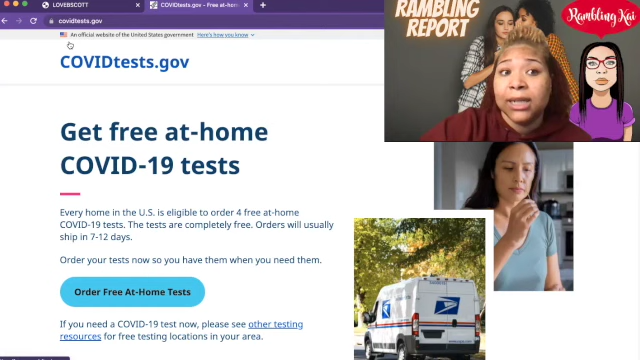 LOVEBSCOTT
COVIDtests.gov - Free at-hom
covidtests.gov
An official website of the United States government Here's how you know
COVIDtests.gov
Get free at-home
COVID-19 tests
Every home in the U.S. is eligible to order 4 free at-home
COVID-19 tests. The tests are completely free. Orders will usually
ship in 7-12 days.
Order your tests now so you have them when you need them.
Order Free At-Home Tests
If you need a COVID-19 test now, please see other testing
resources for free testing locations in your area.
RAMBLING
REPORT
Rambling Kai